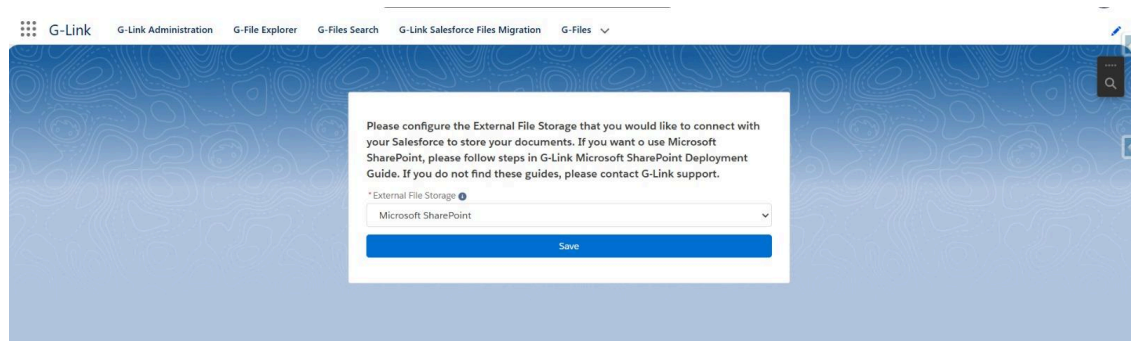 G-Link G-Link Administration G-File Explorer G-Files Search G-Link Salesforce Files Migration G-Files
Please configure the External File Storage that you would like to connect with
your Salesforce to store your documents. If you want o use Microsoft
SharePoint, please follow steps in G-Link Microsoft SharePoint Deployment
Guide. If you do not find these guides, please contact G-Link support.
*External File Storage
Microsoft SharePoint
Save